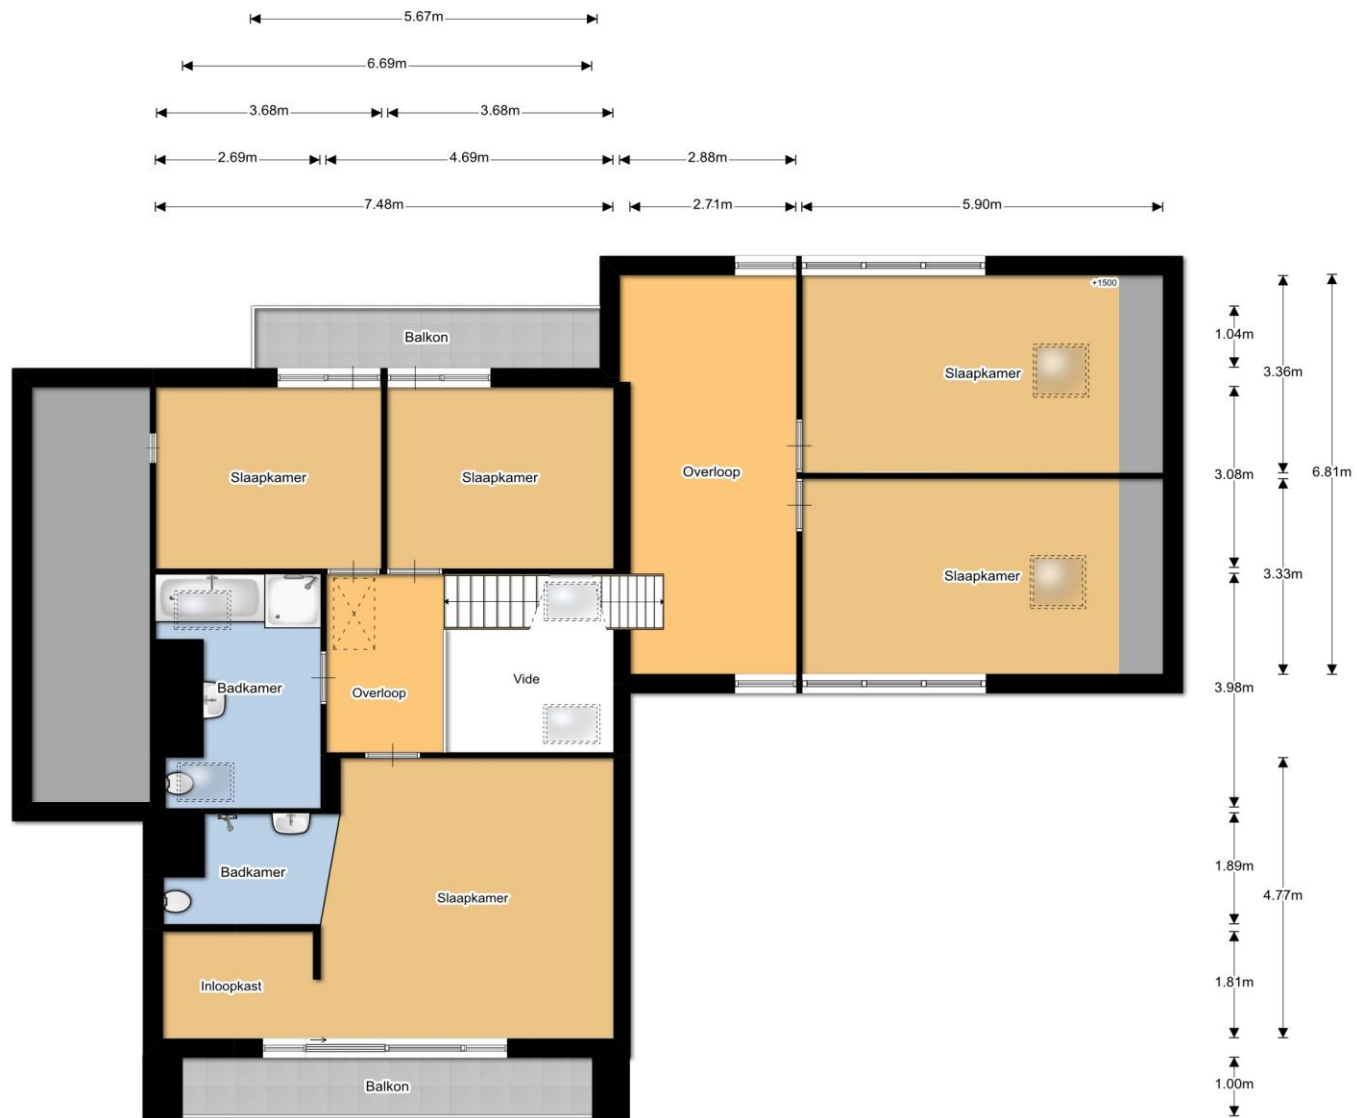 5.67m
6.69m
3.68m 3.68m
2.69m 4.69m 2.88m
7.48m 2.71m 5.90m
+1500
1.04m
Balkon
3.36m
Slaapkamer
6.81m
Overloop
3.08m
Slaapkamer
Slaapkamer
Slaapkamer
3.33m
Vide
Badkamer
3.98m
Overloop
1.89m
Badkamer
4.77m
Slaapkamer
1.81m
Inloopkast
Balkon
1.00m